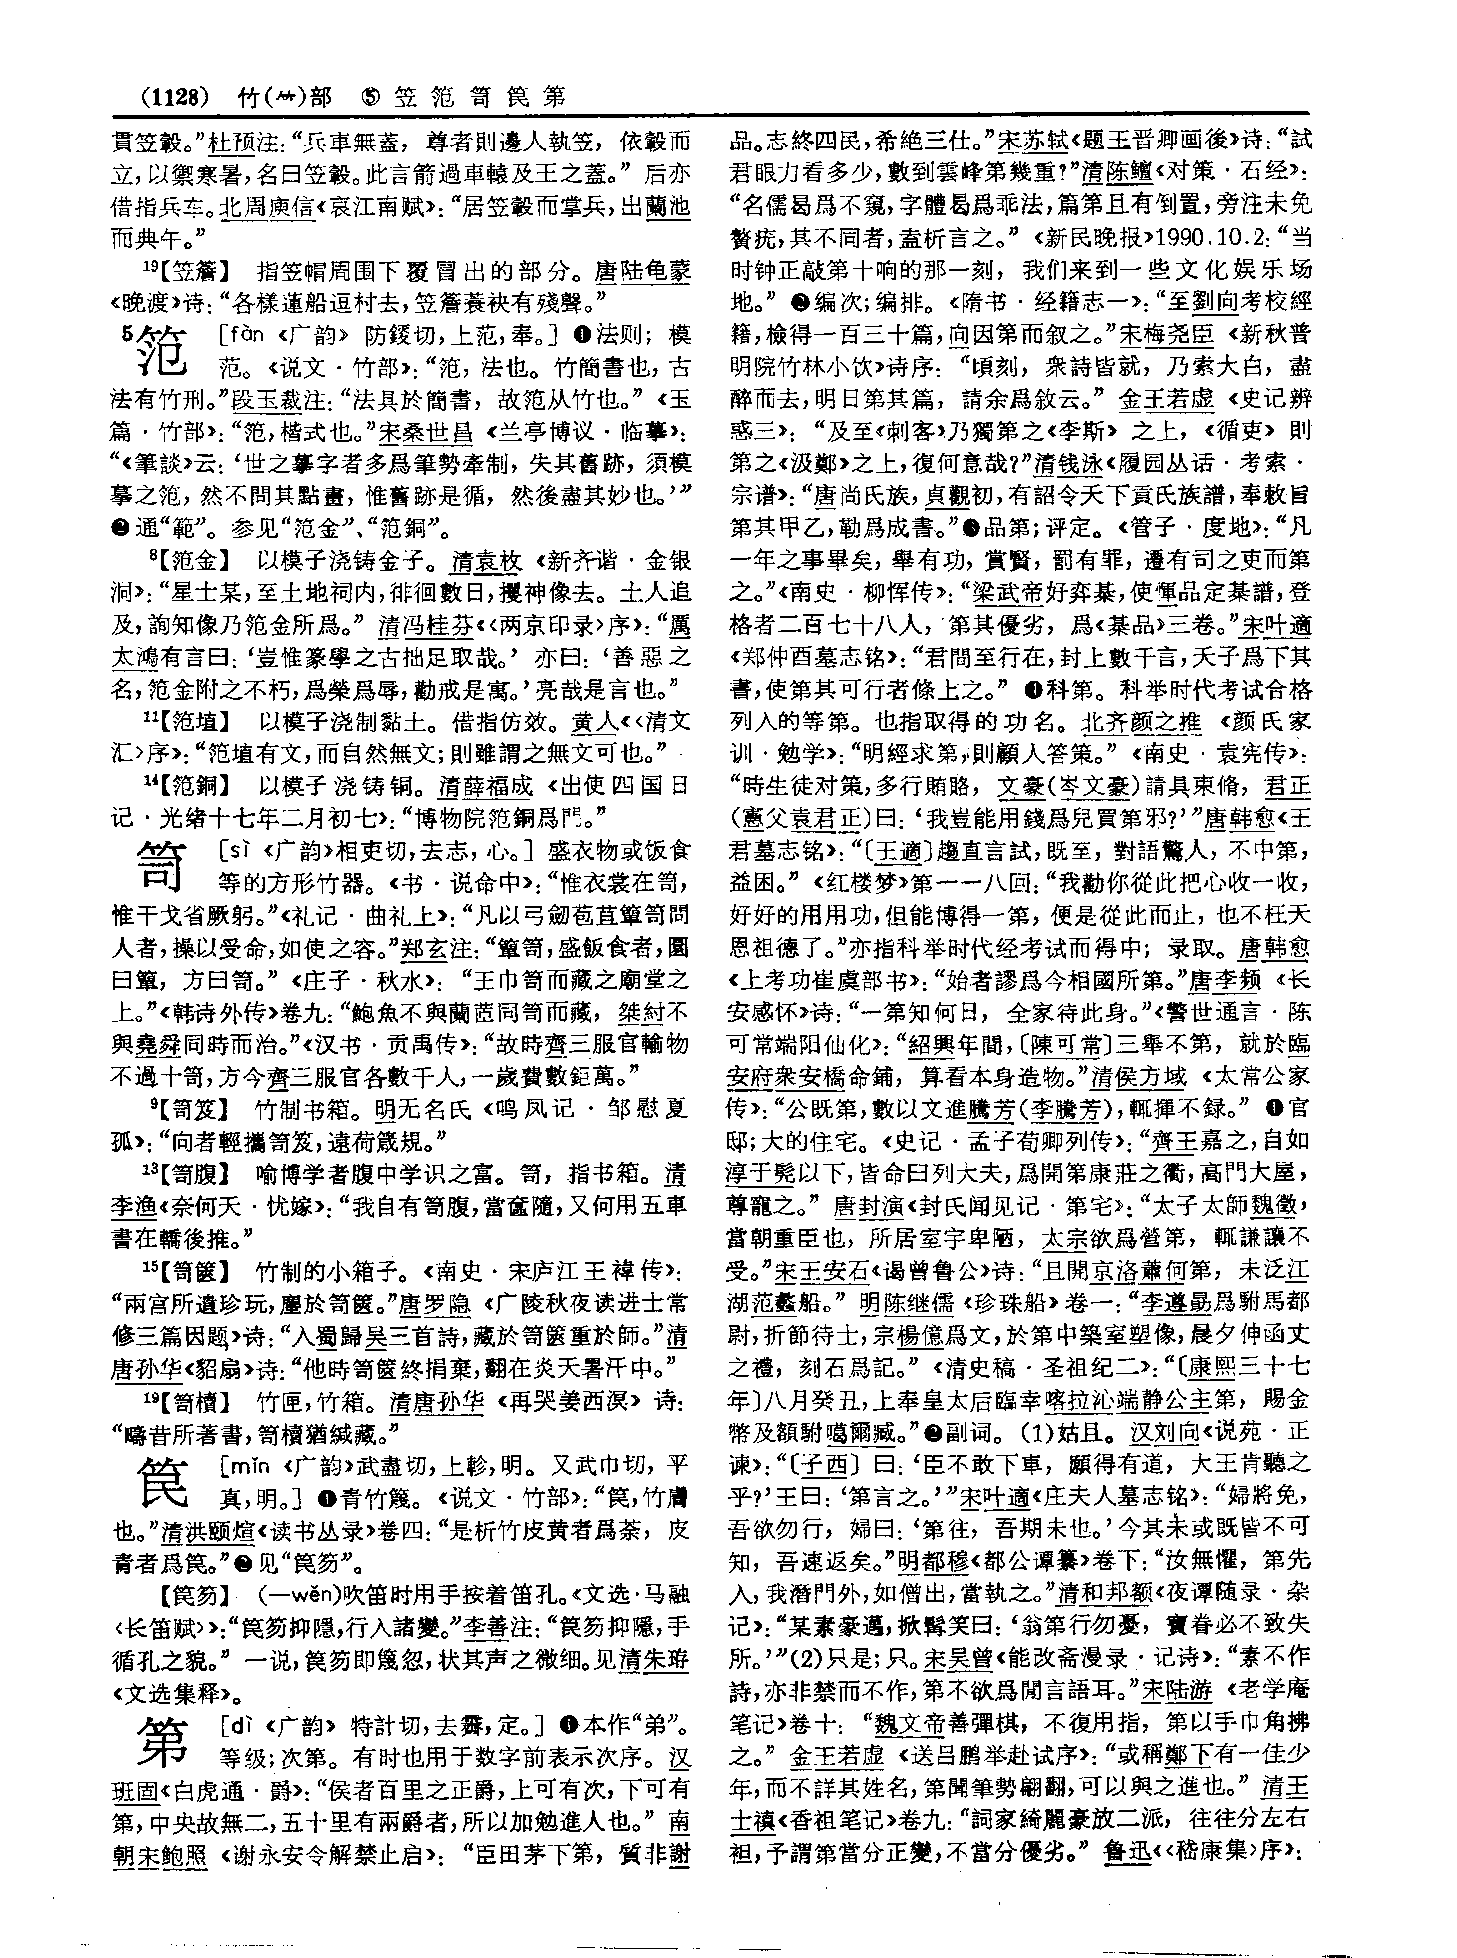 (1128) 竹(⺮)部 ⑤ 笠 笵 笥 笢 第
貫笠轂。”杜预注：“兵車無蓋，尊者則邊人執笠，依轂而
立，以禦寒暑，名曰笠轂。此言箭過車轅及王之蓋。”后亦
借指兵车。北周庾信《哀江南赋》：“居笠轂而掌兵，出蘭池
而典午。”
¹⁹【笠簷】 指笠帽周围下覆冒出的部分。唐陆龟蒙
《晚渡》诗：“各樣蓮船逗村去，笠簷蓑袂有殘聲。”
5笵 [fàn 《广韵》防錽切，上范，奉。] ❶法则；模
范。《说文·竹部》：“笵，法也。竹簡書也，古
法有竹刑。”段玉裁注：“法具於簡書，故笵从竹也。”《玉
篇·竹部》：“笵，楷式也。”宋桑世昌《兰亭博议·临摹》：
“《筆談》云：‘世之摹字者多爲筆勢牽制，失其舊跡，須模
摹之笵，然不問其點畫，惟舊跡是循，然後盡其妙也。’”
❷通“範”。参见“笵金”、“笵銅”。
⁸【笵金】 以模子浇铸金子。清袁枚《新齐谐·金银
洞》：“星士某，至土地祠内，徘徊數日，攫神像去。土人追
及，詢知像乃笵金所爲。”清冯桂芬《〈两京印录〉序》：“厲
太鴻有言曰：‘豈惟篆學之古拙足取哉。’亦曰：‘善惡之
名，笵金附之不朽，爲榮爲辱，勸戒是寓。’亮哉是言也。”
¹¹【笵埴】 以模子浇制黏土。借指仿效。黄人《〈清文
汇〉序》：“笵埴有文，而自然無文；則雖謂之無文可也。”
¹⁴【笵銅】 以模子浇铸铜。清薛福成《出使四国日
记·光绪十七年二月初七》：“博物院笵銅爲門。”
笥 [sì 《广韵》相吏切，去志，心。] 盛衣物或饭食
等的方形竹器。《书·说命中》：“惟衣裳在笥，
惟干戈省厥躬。”《礼记·曲礼上》：“凡以弓劒苞苴簞笥問
人者，操以受命，如使之容。”郑玄注：“簞笥，盛飯食者，圓
曰簞，方曰笥。”《庄子·秋水》：“王巾笥而藏之廟堂之
上。”《韩诗外传》卷九：“鮑魚不與蘭茝同笥而藏，桀紂不
與堯舜同時而治。”《汉书·贡禹传》：“故時齊三服官輸物
不過十笥，方今齊三服官各數千人，一歲費數鉅萬。”
⁹【笥笈】 竹制书箱。明无名氏《鸣凤记·邹慰夏
孤》：“向者輕攜笥笈，遠荷箴規。”
¹³【笥腹】 喻博学者腹中学识之富。笥，指书箱。清
李渔《奈何天·忧嫁》：“我自有笥腹，當奩隨，又何用五車
書在轎後推。”
¹⁵【笥篋】 竹制的小箱子。《南史·宋庐江王祎传》：
“兩宫所遺珍玩，塵於笥篋。”唐罗隐《广陵秋夜读进士常
修三篇因题》诗：“入蜀歸吴三首詩，藏於笥篋重於師。”清
唐孙华《貂扇》诗：“他時笥篋終捐棄，翻在炎天署汗中。”
¹⁹【笥櫝】 竹匣，竹箱。清唐孙华《再哭姜西溟》诗：
“疇昔所著書，笥櫝猶緘藏。”
笢 [mǐn 《广韵》武盡切，上軫，明。又武巾切，平
真，明。] ❶青竹篾。《说文·竹部》：“笢，竹膚
也。”清洪颐煊《读书丛录》卷四：“是析竹皮黄者爲䈑，皮
青者爲笢。”❷见“笢笏”。
【笢笏】 (—wěn)吹笛时用手按着笛孔。《文选·马融
〈长笛赋〉》：“笢笏抑隱，行入諸變。”李善注：“笢笏抑隱，手
循孔之貌。”一说，笢笏即篾忽，状其声之微细。见清朱珔
《文选集释》。
第 [dì 《广韵》特計切，去霽，定。] ❶本作“弟”。
等级；次第。有时也用于数字前表示次序。汉
班固《白虎通·爵》：“侯者百里之正爵，上可有次，下可有
第，中央故無二，五十里有兩爵者，所以加勉進人也。”南
朝宋鲍照《谢永安令解禁止启》：“臣田茅下第，質非謝
品。志終四民，希絶三仕。”宋苏轼《题王晋卿画後》诗：“試
君眼力看多少，數到雲峰第幾重？”清陈鳣《对策·石经》：
“名儒曷爲不窺，字體曷爲乖法，篇第且有倒置，旁注未免
贅疣，其不同者，盍析言之。”《新民晚报》1990.10.2：“当
时钟正敲第十响的那一刻，我们来到一些文化娱乐场
地。”❷编次；编排。《隋书·经籍志一》：“至劉向考校經
籍，檢得一百三十篇，向因第而叙之。”宋梅尧臣《新秋普
明院竹林小饮》诗序：“頃刻，衆詩皆就，乃索大白，盡
醉而去，明日第其篇，請余爲敘云。”金王若虚《史记辨
惑三》：“及至《刺客》乃獨第之《李斯》之上，《循吏》則
第之《汲鄭》之上，復何意哉？”清钱泳《履园丛话·考索·
宗谱》：“唐尚氏族，貞觀初，有詔令天下貢氏族譜，奉敕旨
第其甲乙，勒爲成書。”❸品第；评定。《管子·度地》：“凡
一年之事畢矣，舉有功，賞賢，罰有罪，遷有司之吏而第
之。”《南史·柳恽传》：“梁武帝好弈棊，使惲品定棊譜，登
格者二百七十八人，第其優劣，爲《棊品》三卷。”宋叶適
《郑仲酉墓志铭》：“君間至行在，封上數千言，天子爲下其
書，使第其可行者條上之。”❹科第。科举时代考试合格
列入的等第。也指取得的功名。北齐颜之推《颜氏家
训·勉学》：“明經求第，則顧人答策。”《南史·袁宪传》：
“時生徒对策，多行賄賂，文豪(岑文豪)請具束脩，君正
(憲父袁君正)曰：‘我豈能用錢爲兒買第邪？’”唐韩愈《王
君墓志铭》：“〔王適〕趨直言試，既至，對語驚人，不中第，
益困。”《红楼梦》第一一八回：“我勸你從此把心收一收，
好好的用用功，但能博得一第，便是從此而止，也不枉天
恩祖德了。”亦指科举时代经考试而得中；录取。唐韩愈
《上考功崔虞部书》：“始者謬爲今相國所第。”唐李频《长
安感怀》诗：“一第知何日，全家待此身。”《警世通言·陈
可常端阳仙化》：“紹興年間，〔陳可常〕三舉不第，就於臨
安府衆安橋命鋪，算看本身造物。”清侯方域《太常公家
传》：“公既第，數以文進騰芳(李騰芳)，輒揮不録。”❶官
邸；大的住宅。《史记·孟子荀卿列传》：“齊王嘉之，自如
淳于髡以下，皆命曰列大夫，爲開第康莊之衢，高門大屋，
尊寵之。”唐封演《封氏闻见记·第宅》：“太子太師魏徵，
當朝重臣也，所居室宇卑陋，太宗欲爲營第，輒謙讓不
受。”宋王安石《谒曾鲁公》诗：“且開京洛蕭何第，未泛江
湖范蠡船。”明陈继儒《珍珠船》卷一：“李遵勗爲駙馬都
尉，折節待士，宗楊億爲文，於第中築室塑像，晨夕伸函丈
之禮，刻石爲記。”《清史稿·圣祖纪二》：“〔康熙三十七
年〕八月癸丑，上奉皇太后臨幸喀拉沁端静公主第，賜金
幣及額駙噶爾臧。”❷副词。(1)姑且。汉刘向《说苑·正
谏》：“〔子西〕曰：‘臣不敢下車，願得有道，大王肯聽之
乎？’王曰：‘第言之。’”宋叶適《庄夫人墓志铭》：“婦將免，
吾欲勿行，婦曰：‘第往，吾期未也。’今其未或既皆不可
知，吾速返矣。”明都穆《都公谭纂》卷下：“汝無懼，第先
入，我潛門外，如僧出，當執之。”清和邦额《夜谭随录·杂
记》：“某素豪邁，掀髯笑曰：‘翁第行勿憂，寶眷必不致失
所。’”(2)只是；只。宋吴曾《能改斋漫录·记诗》：“素不作
詩，亦非禁而不作，第不欲爲閒言語耳。”宋陆游《老学庵
笔记》卷十：“魏文帝善彈棋，不復用指，第以手巾角拂
之。”金王若虚《送吕鹏举赴试序》：“或稱鄭下有一佳少
年，而不詳其姓名，第聞筆勢翩翻，可以與之進也。”清王
士禛《香祖笔记》卷九：“詞家綺麗豪放二派，往往分左右
袒，予謂第當分正變，不當分優劣。”鲁迅《〈嵇康集〉序》：